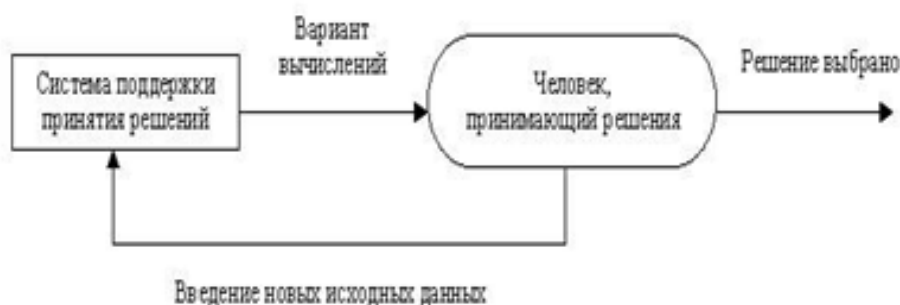 Вариант
вычислений
Система поддержки
принятия решений
Человек,
принимающий решения
Решение выбрано
Введение новых исходных данных